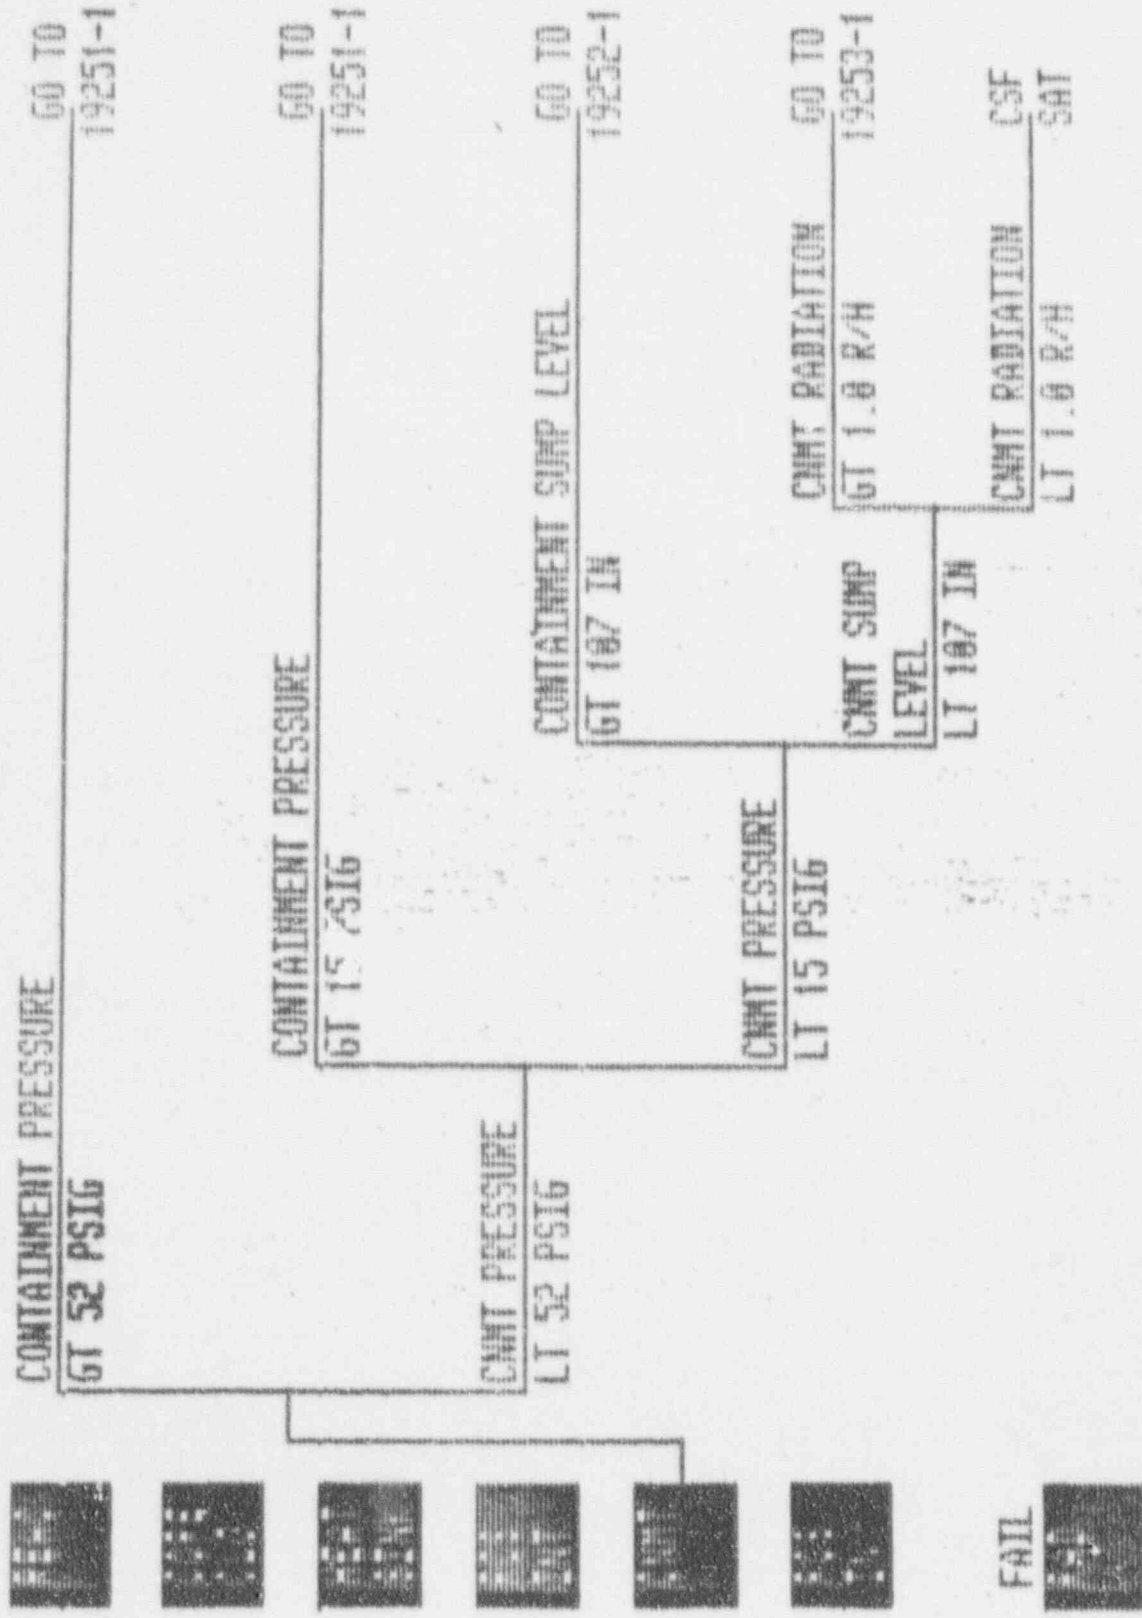 CONTAINMENT PRESSURE
GT 52 PSIG
GO TO
19251-1
CONTAINMENT PRESSURE
GT 15 PSIG
GO TO
19251-1
CNMT PRESSURE
LT 52 PSIG
CONTAINMENT SUMP LEVEL
GT 107 IN
GO TO
19252-1
CNMT PRESSURE
LT 15 PSIG
CNMT RADIATION
GT 1.0 R/H
GO TO
19253-1
CNMT SUMP
LEVEL
LT 107 IN
CNMT RADIATION
LT 1.0 R/H
CSF
SAT
FAIL